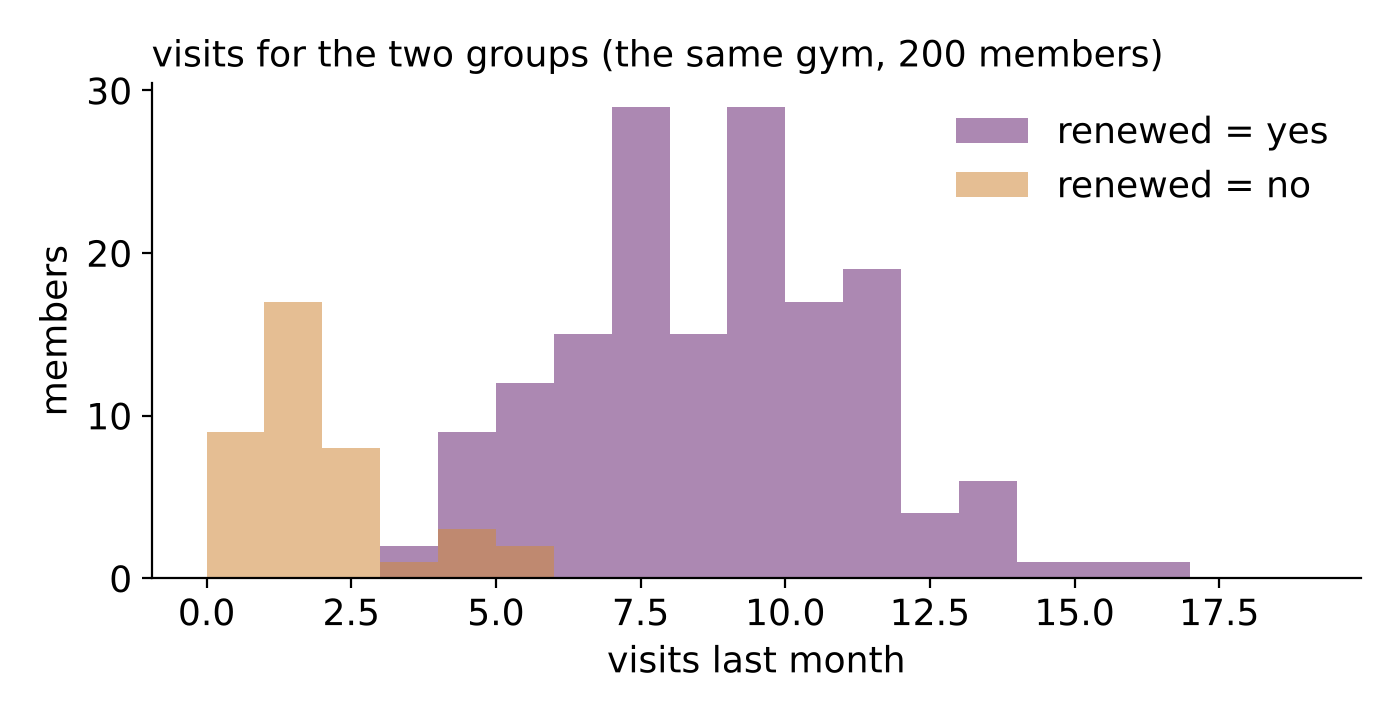 visits for the two groups (the same gym, 200 members)
30
20
10
0
members
renewed = yes
renewed = no
0.0 2.5 5.0 7.5 10.0 12.5 15.0 17.5
visits last month